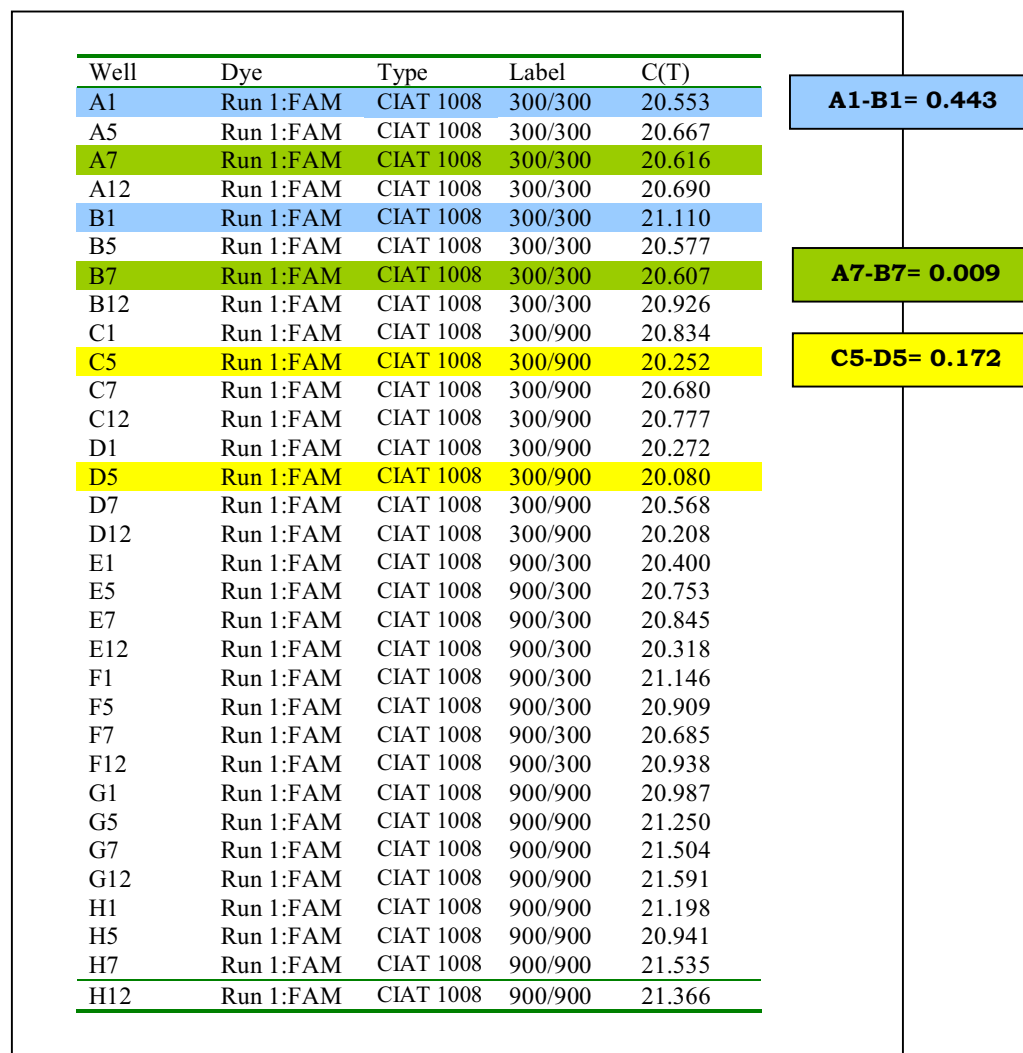 Well Dye Type Label C(T)
A1 Run 1:FAM CIAT 1008 300/300 20.553
A1-B1= 0.443
A5 Run 1:FAM CIAT 1008 300/300 20.667
A7 Run 1:FAM CIAT 1008 300/300 20.616
A12 Run 1:FAM CIAT 1008 300/300 20.690
B1 Run 1:FAM CIAT 1008 300/300 21.110
B5 Run 1:FAM CIAT 1008 300/300 20.577
B7 Run 1:FAM CIAT 1008 300/300 20.607
A7-B7= 0.009
B12 Run 1:FAM CIAT 1008 300/300 20.926
C1 Run 1:FAM CIAT 1008 300/900 20.834
C5 Run 1:FAM CIAT 1008 300/900 20.252
C5-D5= 0.172
C7 Run 1:FAM CIAT 1008 300/900 20.680
C12 Run 1:FAM CIAT 1008 300/900 20.777
D1 Run 1:FAM CIAT 1008 300/900 20.272
D5 Run 1:FAM CIAT 1008 300/900 20.080
D7 Run 1:FAM CIAT 1008 300/900 20.568
D12 Run 1:FAM CIAT 1008 300/900 20.208
E1 Run 1:FAM CIAT 1008 900/300 20.400
E5 Run 1:FAM CIAT 1008 900/300 20.753
E7 Run 1:FAM CIAT 1008 900/300 20.845
E12 Run 1:FAM CIAT 1008 900/300 20.318
F1 Run 1:FAM CIAT 1008 900/300 21.146
F5 Run 1:FAM CIAT 1008 900/300 20.909
F7 Run 1:FAM CIAT 1008 900/300 20.685
F12 Run 1:FAM CIAT 1008 900/300 20.938
G1 Run 1:FAM CIAT 1008 900/900 20.987
G5 Run 1:FAM CIAT 1008 900/900 21.250
G7 Run 1:FAM CIAT 1008 900/900 21.504
G12 Run 1:FAM CIAT 1008 900/900 21.591
H1 Run 1:FAM CIAT 1008 900/900 21.198
H5 Run 1:FAM CIAT 1008 900/900 20.941
H7 Run 1:FAM CIAT 1008 900/900 21.535
H12 Run 1:FAM CIAT 1008 900/900 21.366